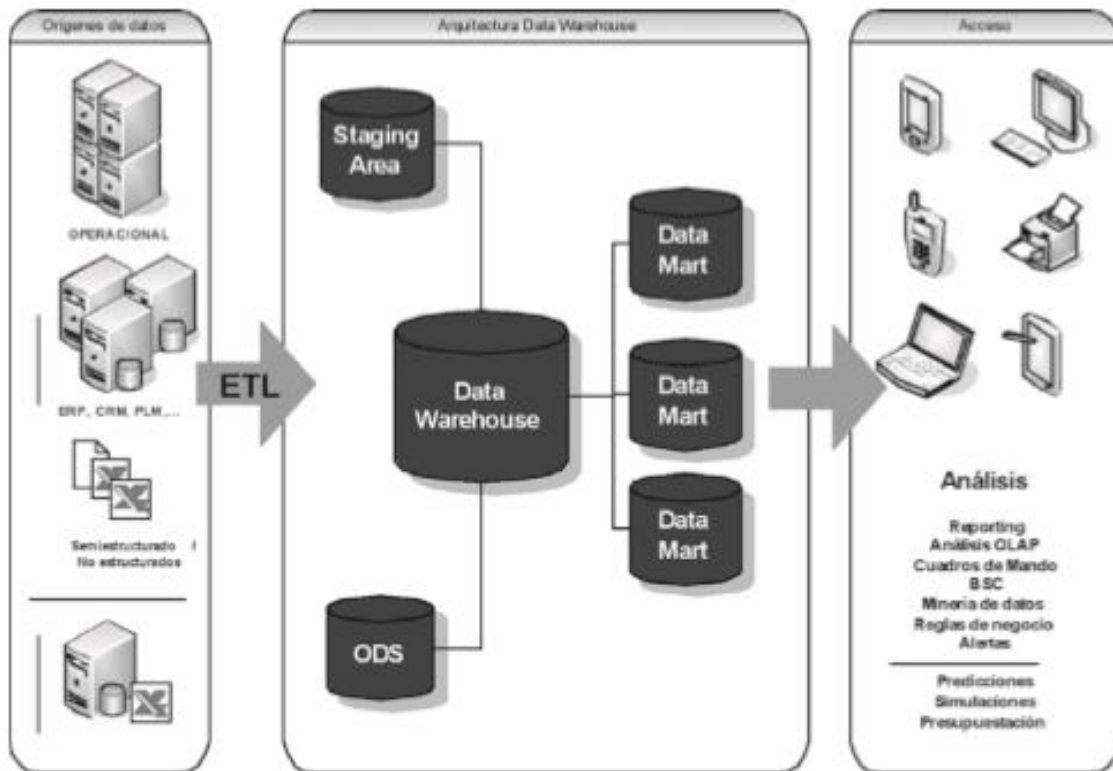 Orígenes de datos
OPERACIONAL
ERP, CRM, PLM,...
Semiestructurado /
No estructurados
ETL
Arquitectura Data Warehouse
Staging
Area
Data
Warehouse
ODS
Data
Mart
Data
Mart
Data
Mart
Acceso
Análisis
Reporting
Análisis OLAP
Cuadros de Mando
BSC
Minería de datos
Reglas de negocio
Alertas
Predicciones
Simulaciones
Presupuestación